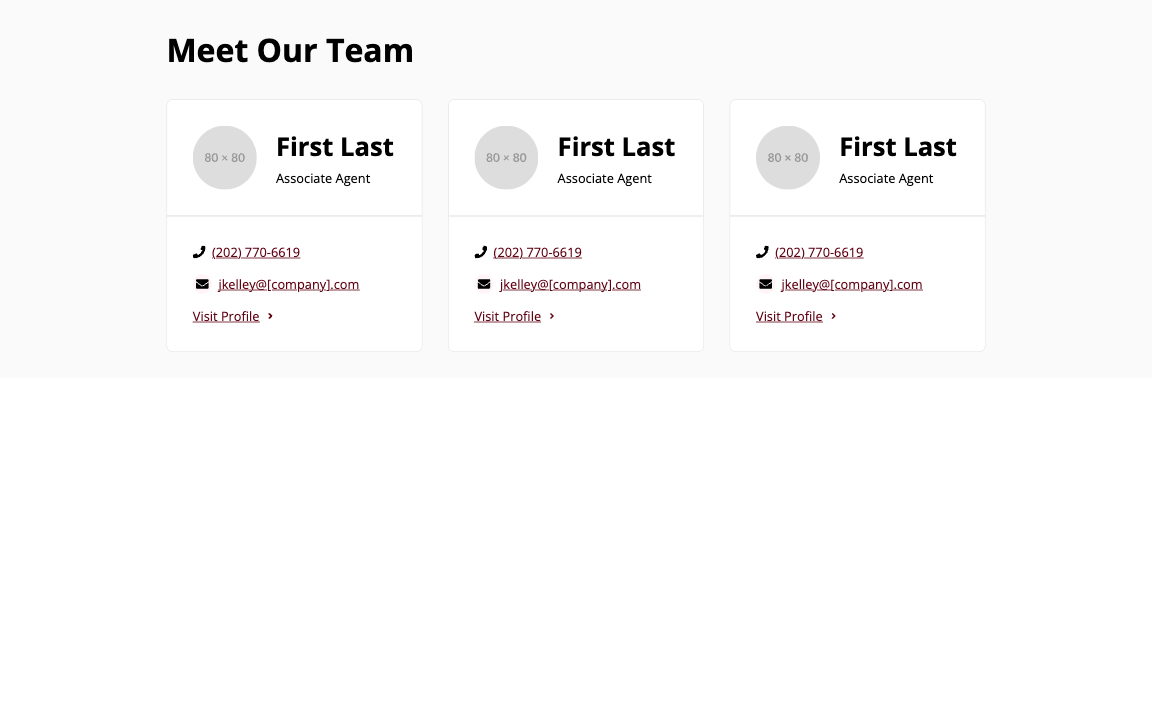 Meet Our Team
80 × 80
First Last
Associate Agent
(202) 770-6619
jkelley@[company].com
Visit Profile
80 × 80
First Last
Associate Agent
(202) 770-6619
jkelley@[company].com
Visit Profile
80 × 80
First Last
Associate Agent
(202) 770-6619
jkelley@[company].com
Visit Profile